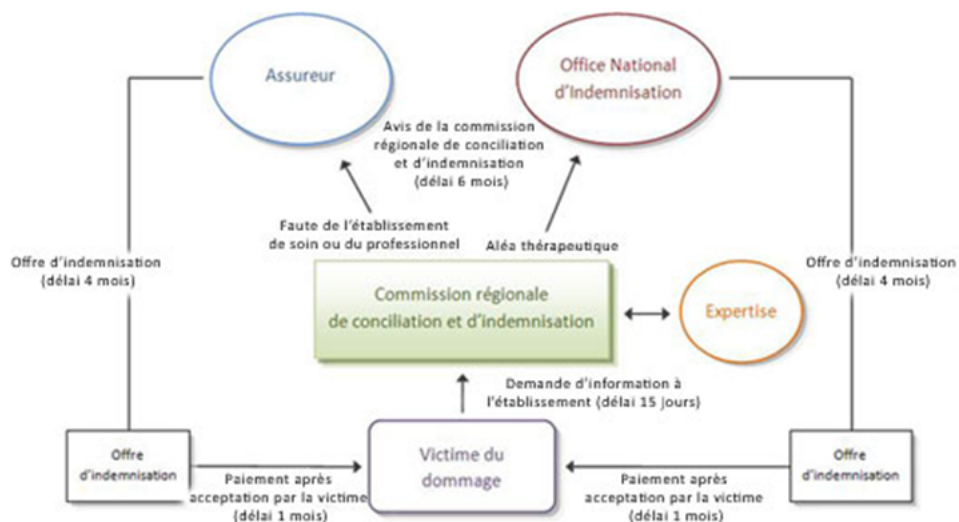 Assureur
Office National
d'Indemnisation
Avis de la commission
régionale de conciliation
et d'indemnisation
(délai 6 mois)
Faute de l'établissement
de soin ou du professionnel
Aléa thérapeutique
Offre d'indemnisation
(délai 4 mois)
Offre d'indemnisation
(délai 4 mois)
Commission régionale
de conciliation et d'indemnisation
Expertise
Demande d'information à
l'établissement (délai 15 jours)
Offre
d'indemnisation
Victime du
dommage
Offre
d'indemnisation
Paiement après
acceptation par la victime
(délai 1 mois)
Paiement après
acceptation par la victime
(délai 1 mois)